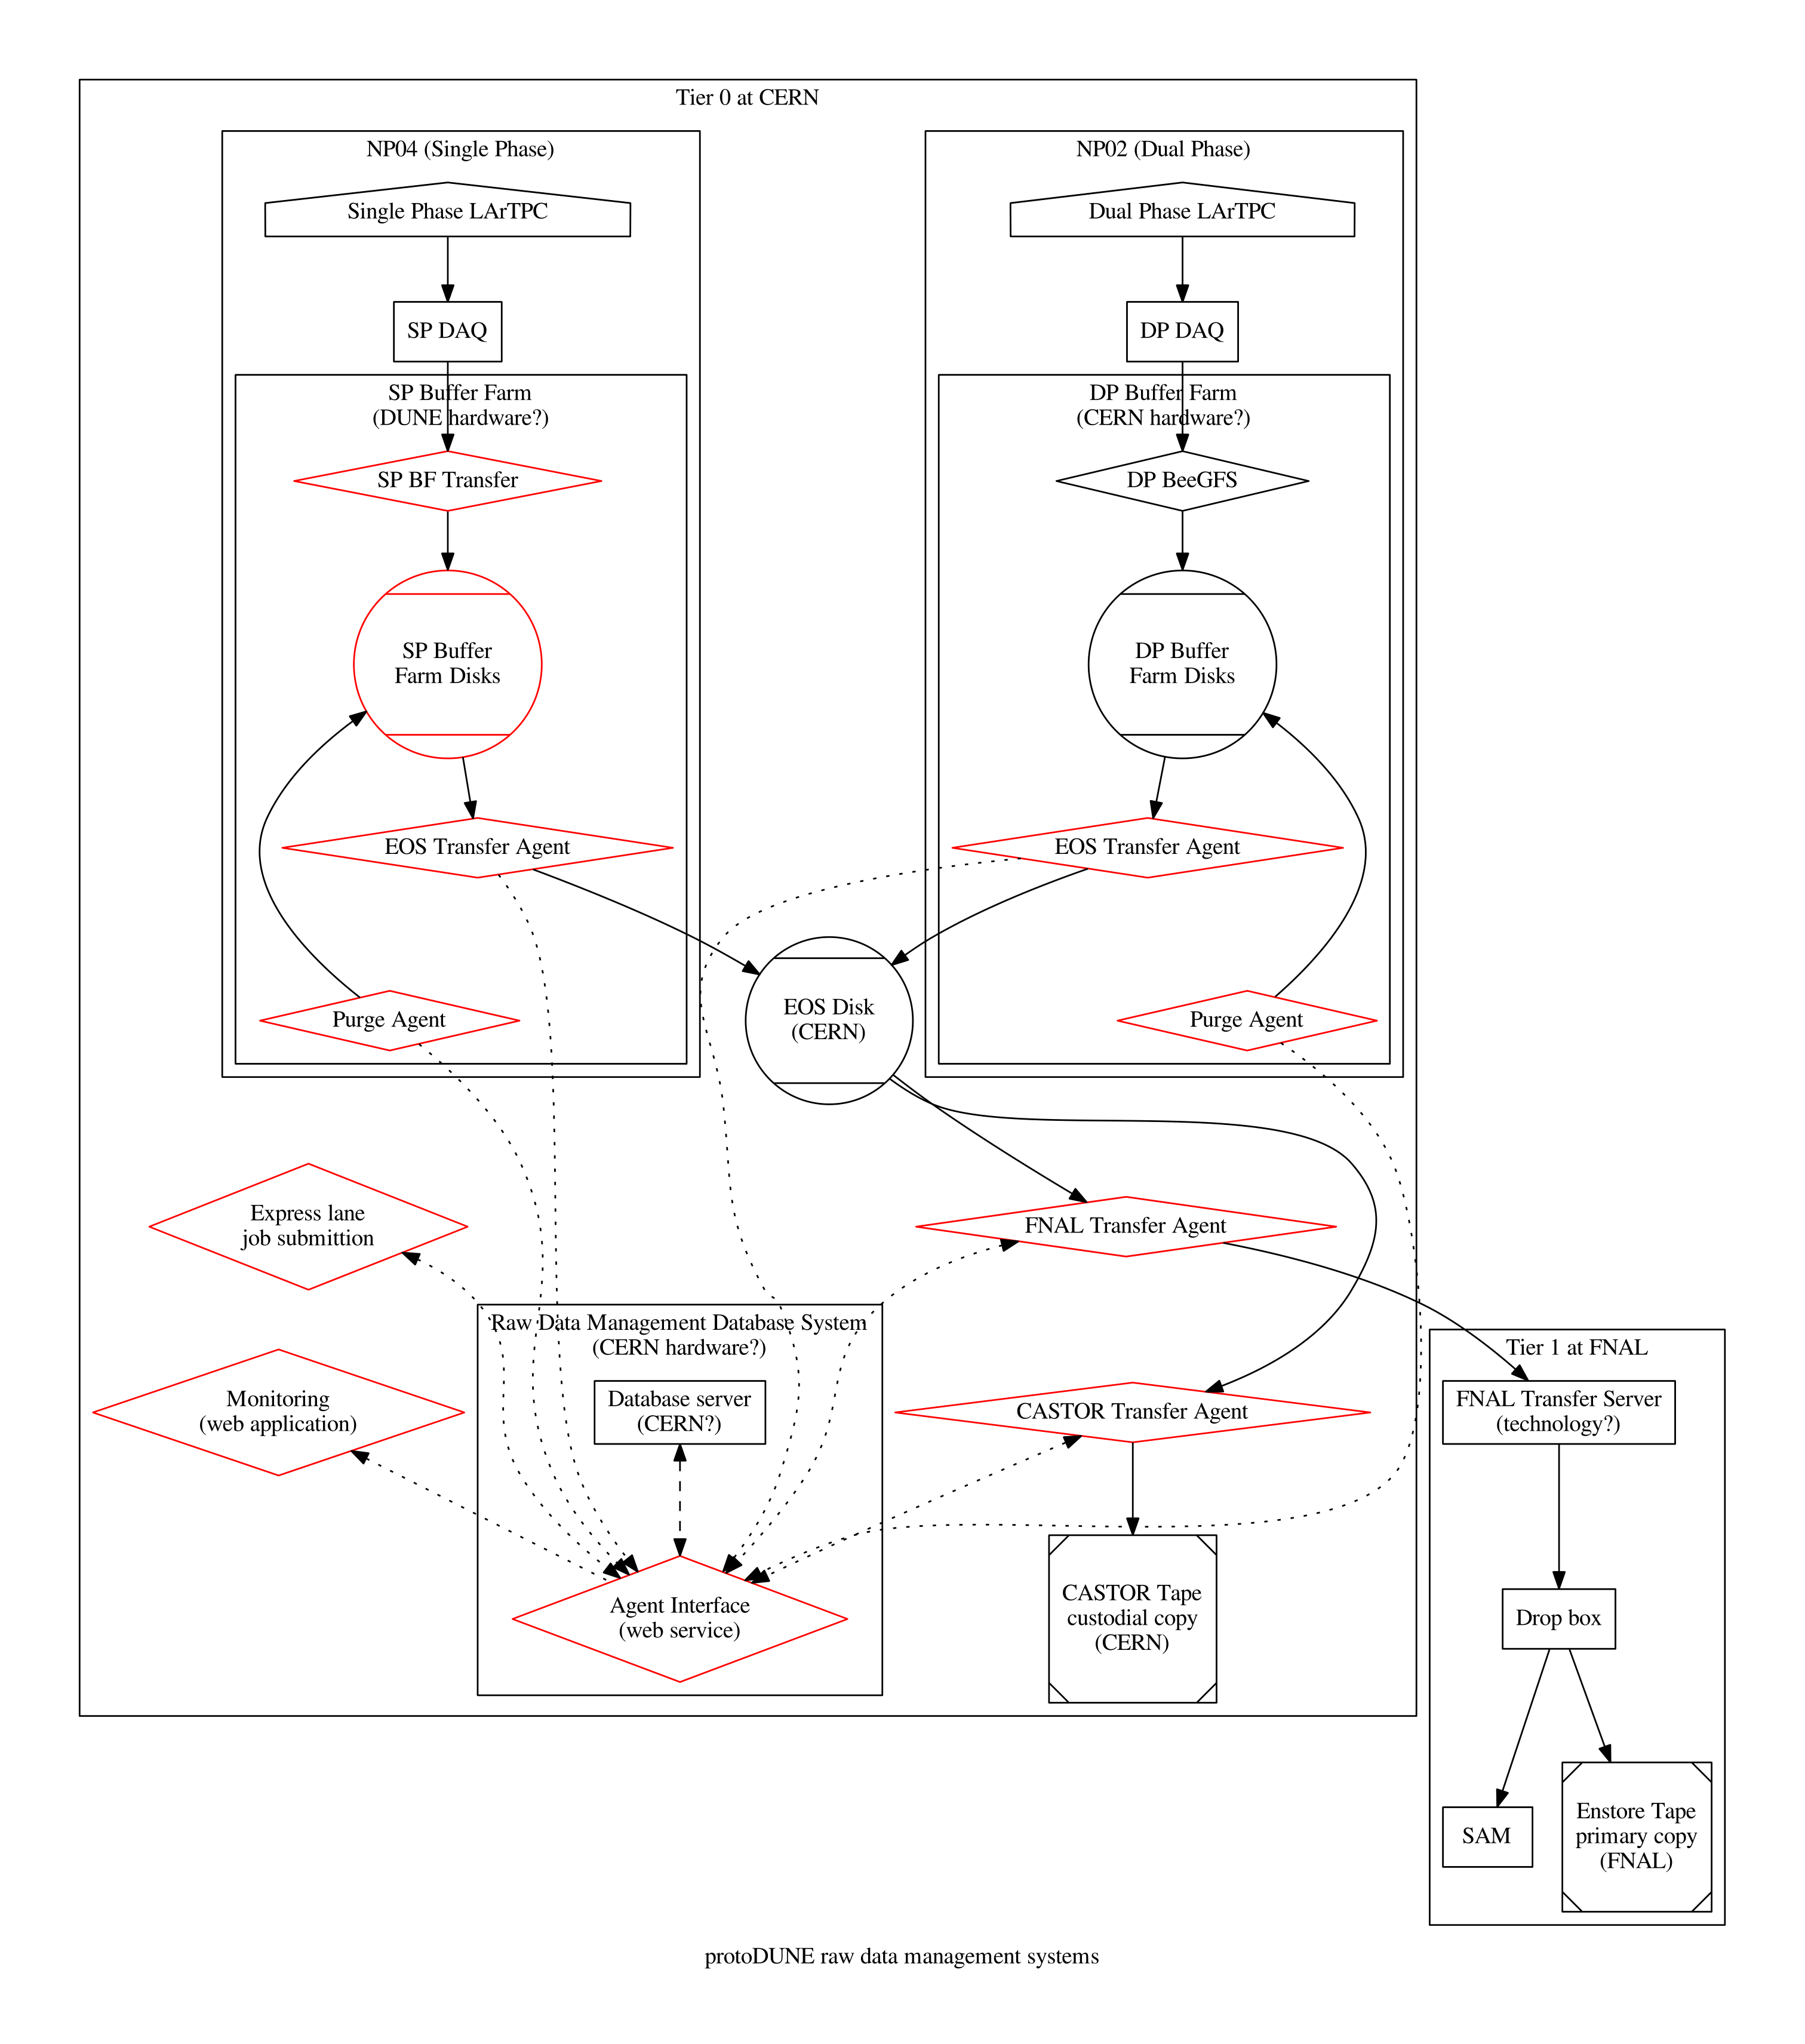 Tier 0 at CERN
NP04 (Single Phase)
NP02 (Dual Phase)
Single Phase LArTPC
Dual Phase LArTPC
SP DAQ
DP DAQ
SP Buffer Farm
(DUNE hardware?)
DP Buffer Farm
(CERN hardware?)
SP BF Transfer
DP BeeGFS
SP Buffer
Farm Disks
DP Buffer
Farm Disks
EOS Transfer Agent
EOS Transfer Agent
Purge Agent
EOS Disk
(CERN)
Purge Agent
Express lane
job submittion
FNAL Transfer Agent
Raw Data Management Database System
(CERN hardware?)
Tier 1 at FNAL
Monitoring
(web application)
Database server
(CERN?)
CASTOR Transfer Agent
FNAL Transfer Server
(technology?)
Agent Interface
(web service)
CASTOR Tape
custodial copy
(CERN)
Drop box
SAM
Enstore Tape
primary copy
(FNAL)
protoDUNE raw data management systems